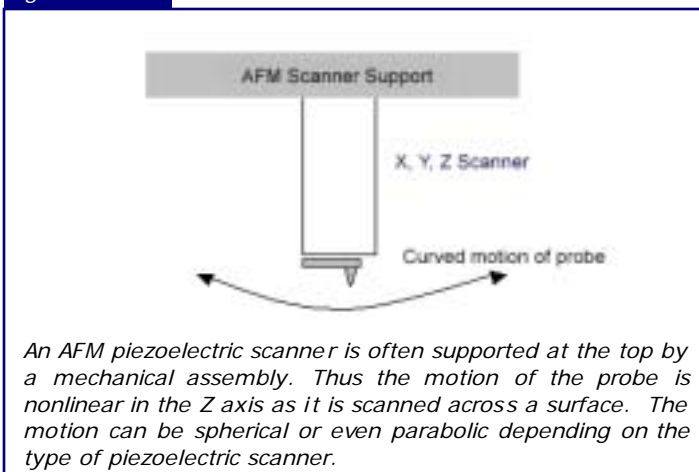 AFM Scanner Support
X, Y, Z Scanner
Curved motion of probe
An AFM piezoelectric scanner is often supported at the top by
a mechanical assembly. Thus the motion of the probe is
nonlinear in the Z axis as it is scanned across a surface. The
motion can be spherical or even parabolic depending on the
type of piezoelectric scanner.